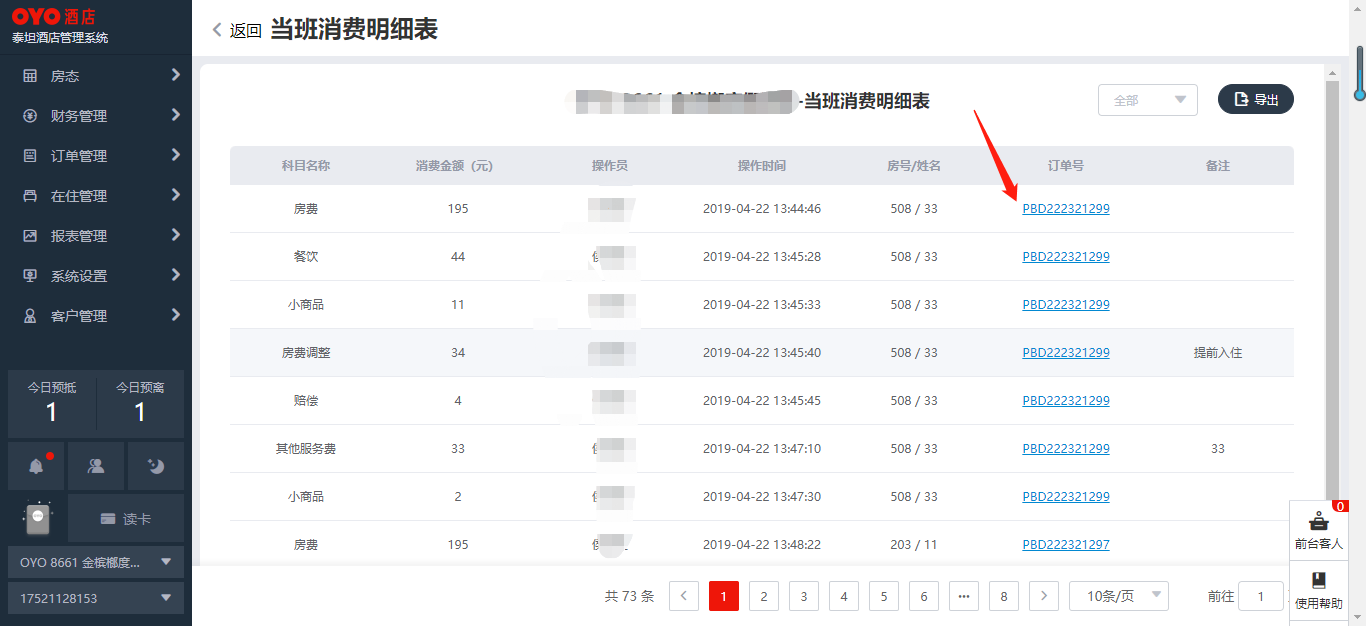 OYO 酒店
泰坦酒店管理系统
房态
财务管理
订单管理
在住管理
报表管理
系统设置
客户管理
今日预抵
1
今日预离
1
读卡
OYO 8661 金槟榔度...
17521128153
返回 当班消费明细表
-当班消费明细表
全部
导出
科目名称 消费金额（元） 操作员 操作时间 房号/姓名 订单号 备注
房费 195 2019-04-22 13:44:46 508 / 33 PBD222321299
餐饮 44 2019-04-22 13:45:28 508 / 33 PBD222321299
小商品 11 2019-04-22 13:45:33 508 / 33 PBD222321299
房费调整 34 2019-04-22 13:45:40 508 / 33 PBD222321299 提前入住
赔偿 4 2019-04-22 13:45:45 508 / 33 PBD222321299
其他服务费 33 2019-04-22 13:47:10 508 / 33 PBD222321299 33
小商品 2 2019-04-22 13:47:30 508 / 33 PBD222321299
房费 195 2019-04-22 13:48:22 203 / 11 PBD222321297
共 73 条 1 2 3 4 5 6 ··· 8 10条/页 前往 1
0
前台客人
使用帮助